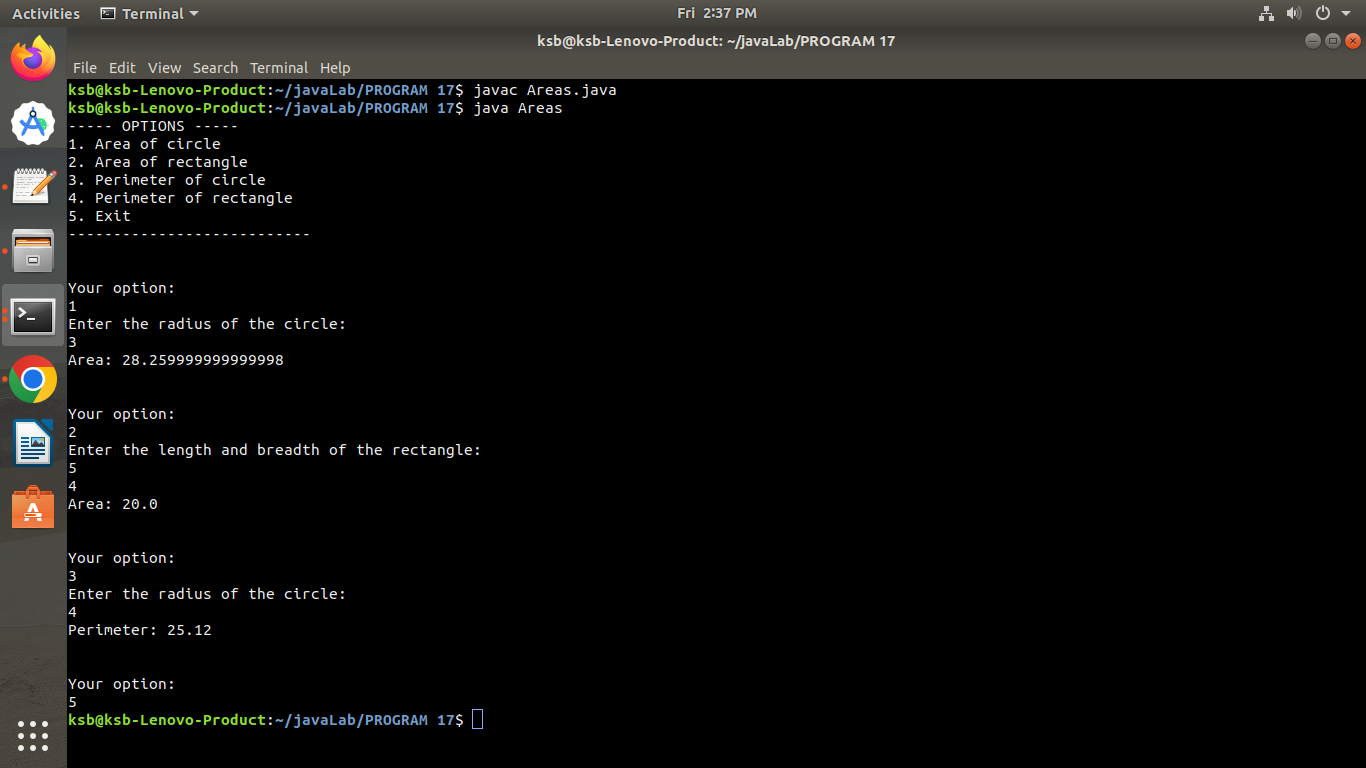 Activities Terminal Fri 2:37 PM
ksb@ksb-Lenovo-Product: ~/javaLab/PROGRAM 17
File Edit View Search Terminal Help
ksb@ksb-Lenovo-Product:~/javaLab/PROGRAM 17$ javac Areas.java
ksb@ksb-Lenovo-Product:~/javaLab/PROGRAM 17$ java Areas
----- OPTIONS -----
1. Area of circle
2. Area of rectangle
3. Perimeter of circle
4. Perimeter of rectangle
5. Exit
---------------------------
Your option:
1
Enter the radius of the circle:
3
Area: 28.259999999999998
Your option:
2
Enter the length and breadth of the rectangle:
5
4
Area: 20.0
Your option:
3
Enter the radius of the circle:
4
Perimeter: 25.12
Your option:
5
ksb@ksb-Lenovo-Product:~/javaLab/PROGRAM 17$